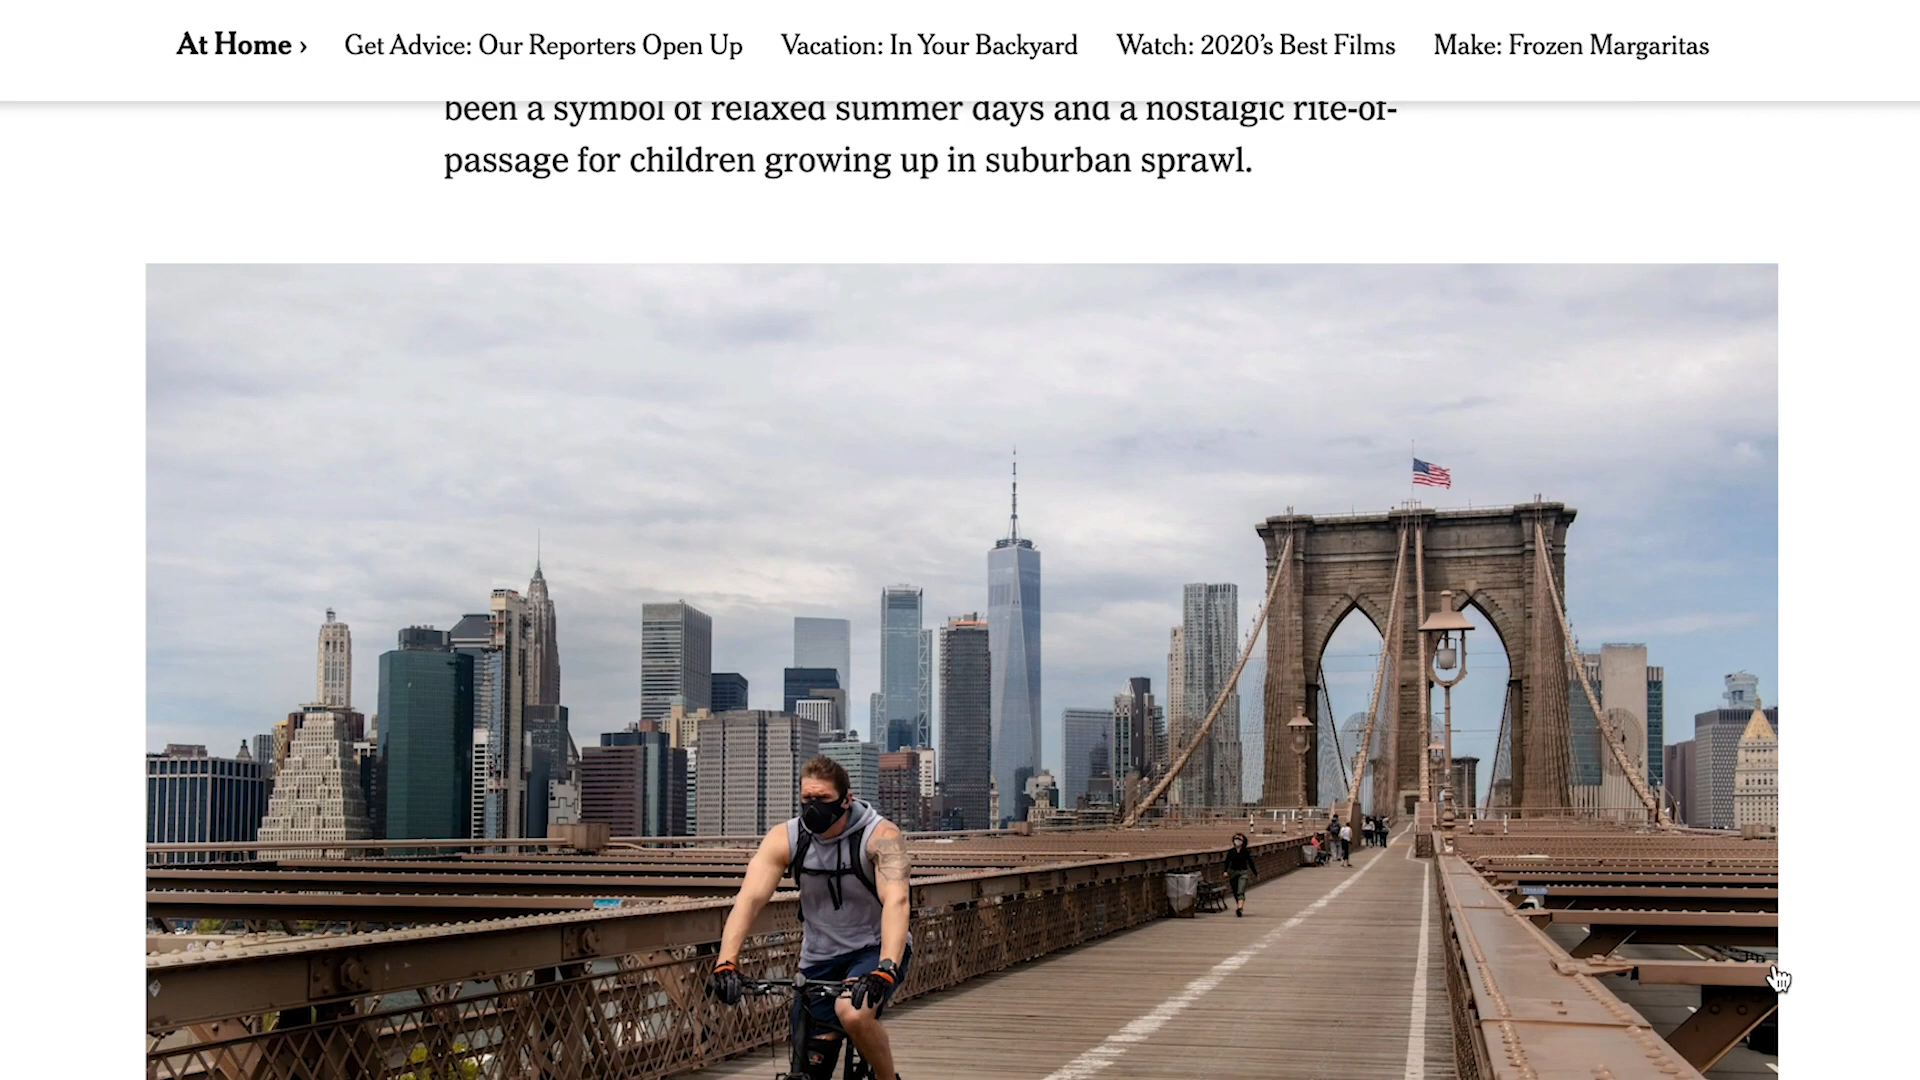 At Home › Get Advice: Our Reporters Open Up Vacation: In Your Backyard Watch: 2020’s Best Films Make: Frozen Margaritas
been a symbol of relaxed summer days and a nostalgic rite-of-
passage for children growing up in suburban sprawl.